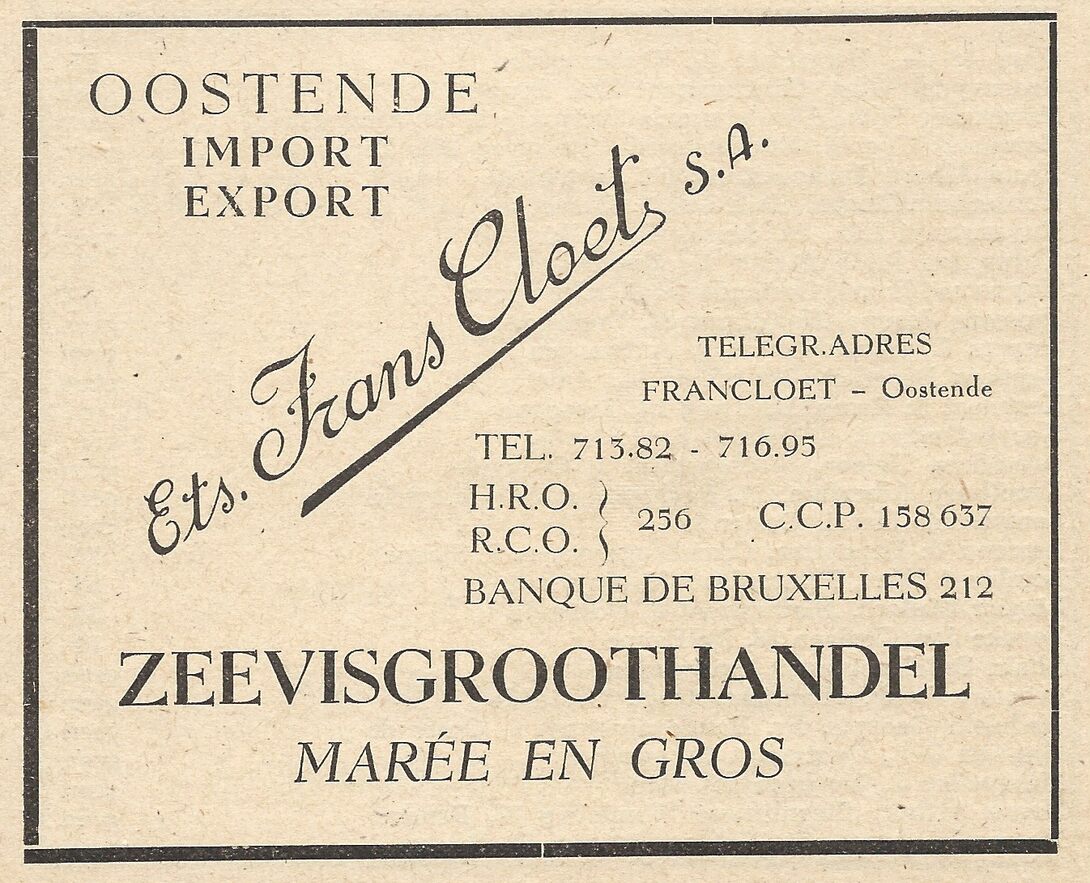 OOSTENDE
IMPORT
EXPORT
Ets. Frans Cloet S.A.
TELEGR.ADRES
FRANCLOET – Oostende
TEL. 713.82 - 716.95
H.R.O.
R.C.O. } 256 C.C.P. 158 637
BANQUE DE BRUXELLES 212
ZEEVISGROOTHANDEL
MARÉE EN GROS